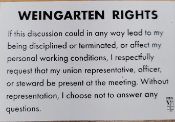 WEINGARTEN RIGHTS
If this discussion could in any way lead to my
being disciplined or terminated, or affect my
personal working conditions, I respectfully
request that my union representative, officer,
or steward be present at the meeting. Without
representation, I choose not to answer any
questions.